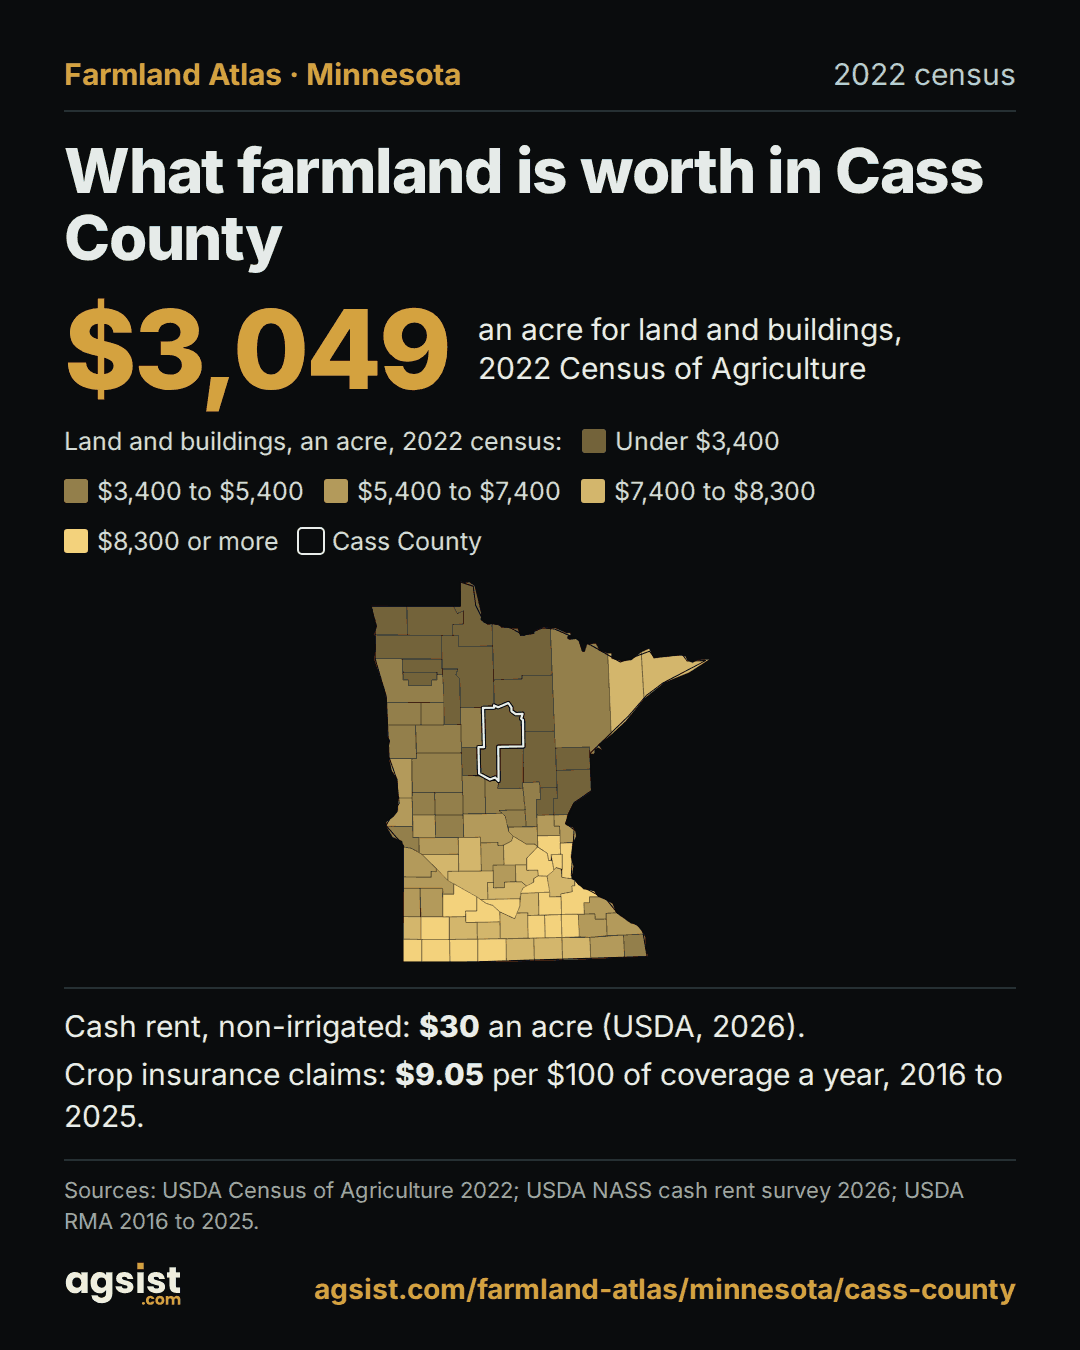 Farmland Atlas · Minnesota
2022 census
What farmland is worth in Cass
County
$3,049
an acre for land and buildings,
2022 Census of Agriculture
Land and buildings, an acre, 2022 census: Under $3,400
$3,400 to $5,400 $5,400 to $7,400 $7,400 to $8,300
$8,300 or more Cass County
Cash rent, non-irrigated: $30 an acre (USDA, 2026).
Crop insurance claims: $9.05 per $100 of coverage a year, 2016 to
2025.
Sources: USDA Census of Agriculture 2022; USDA NASS cash rent survey 2026; USDA
RMA 2016 to 2025.
agsist
.com
agsist.com/farmland-atlas/minnesota/cass-county